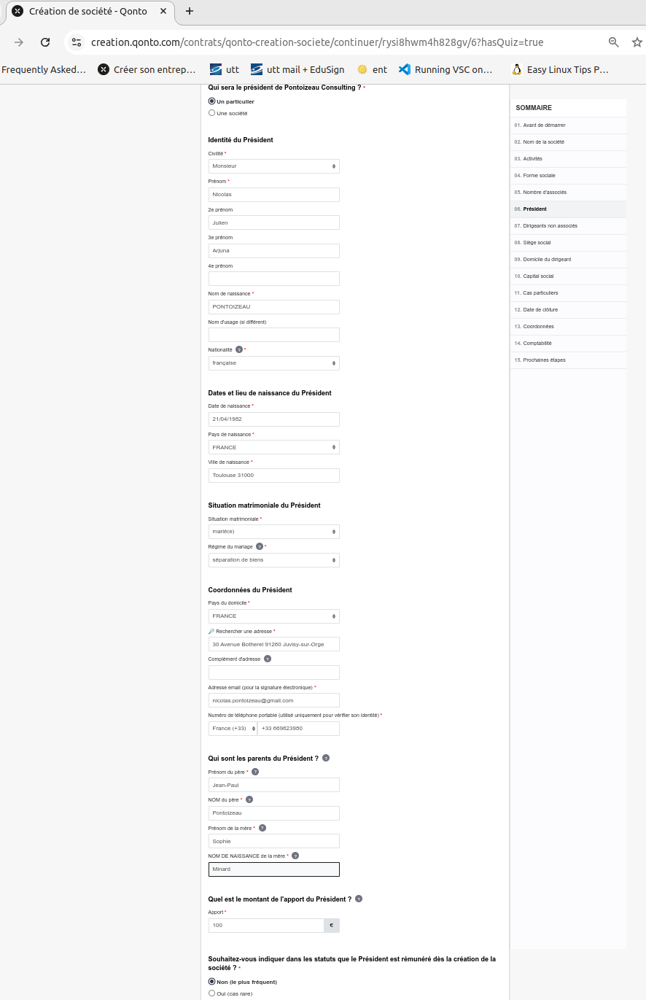 Création de société - Qonto
creation.qonto.com/contrats/qonto-creation-societe/continuer/rysi8hwm4h828gv/6?hasQuiz=true
Frequently Asked… Créer son entrep… utt utt mail + EduSign ent Running VSC on… Easy Linux Tips P…
Qui sera le président de Pontoizeau Consulting ? *
Un particulier
Une société
Identité du Président
Civilité *
Monsieur
Prénom *
Nicolas
2e prénom
Julien
3e prénom
Arjuna
4e prénom
Nom de naissance *
PONTOIZEAU
Nom d'usage (si différent)
Nationalité ? *
française
Dates et lieu de naissance du Président
Date de naissance *
21/04/1982
Pays de naissance *
FRANCE
Ville de naissance *
Toulouse 31000
Situation matrimoniale du Président
Situation matrimoniale *
marié(e)
Régime du mariage ? *
séparation de biens
Coordonnées du Président
Pays du domicile *
FRANCE
🔎 Rechercher une adresse *
30 Avenue Botherel 91260 Juvisy-sur-Orge
Complément d'adresse ?
Adresse email (pour la signature électronique) *
nicolas.pontoizeau@gmail.com
Numéro de téléphone portable (utilisé uniquement pour vérifier son identité) *
France (+33) +33 669623980
Qui sont les parents du Président ? ?
Prénom du père * ?
Jean-Paul
NOM du père * ?
Pontoizeau
Prénom de la mère * ?
Sophie
NOM DE NAISSANCE de la mère * ?
Minard
Quel est le montant de l'apport du Président ? ?
Apport *
100 €
Souhaitez-vous indiquer dans les statuts que le Président est rémunéré dès la création de la
société ? *
Non (le plus fréquent)
Oui (cas rare)
SOMMAIRE
01. Avant de démarrer
02. Nom de la société
03. Activités
04. Forme sociale
05. Nombre d'associés
06. Président
07. Dirigeants non associés
08. Siège social
09. Domicile du dirigeant
10. Capital social
11. Cas particuliers
12. Date de clôture
13. Coordonnées
14. Comptabilité
15. Prochaines étapes